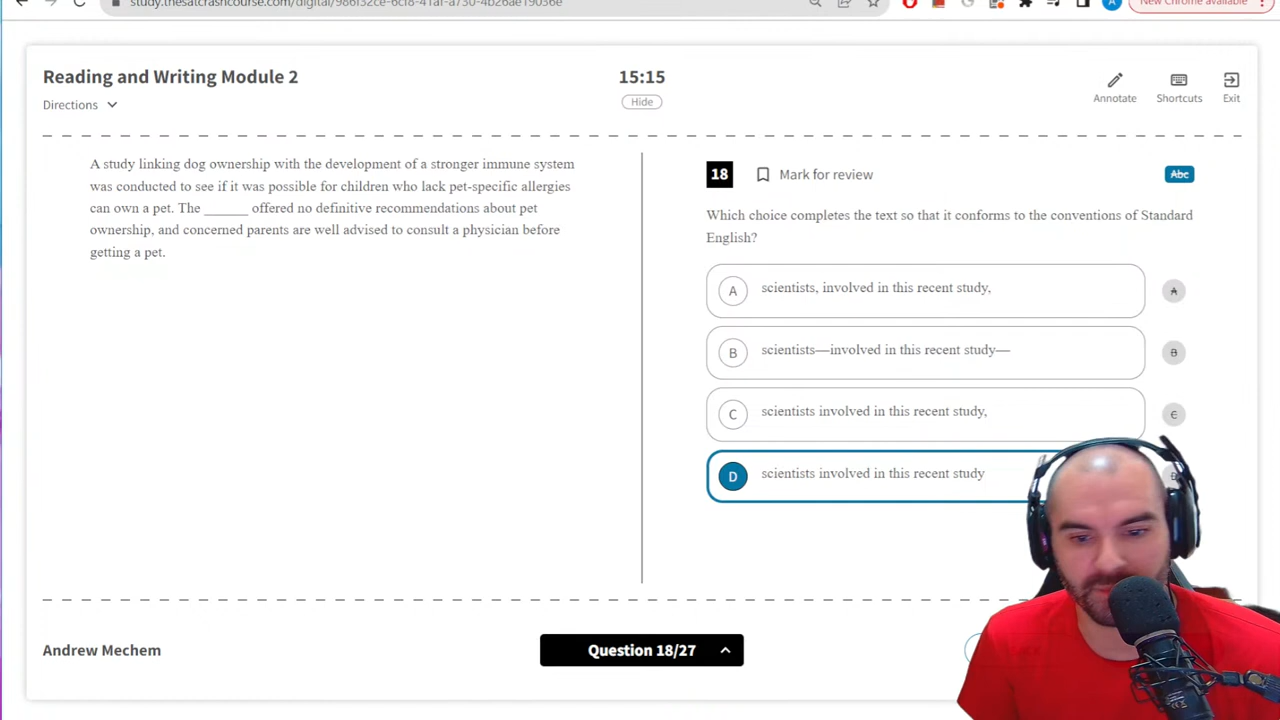 study.thesatcrashcourse.com/digital/986f32ce-6cf8-41af-a730-4b26ae19036e
New Chrome available
Reading and Writing Module 2
Directions
15:15
Hide
Annotate
Shortcuts
Exit
A study linking dog ownership with the development of a stronger immune system
was conducted to see if it was possible for children who lack pet-specific allergies
can own a pet. The ______ offered no definitive recommendations about pet
ownership, and concerned parents are well advised to consult a physician before
getting a pet.
18
Mark for review
Abc
Which choice completes the text so that it conforms to the conventions of Standard
English?
A scientists, involved in this recent study,
A
B scientists—involved in this recent study—
B
C scientists involved in this recent study,
C
D scientists involved in this recent study
Andrew Mechem
Question 18/27